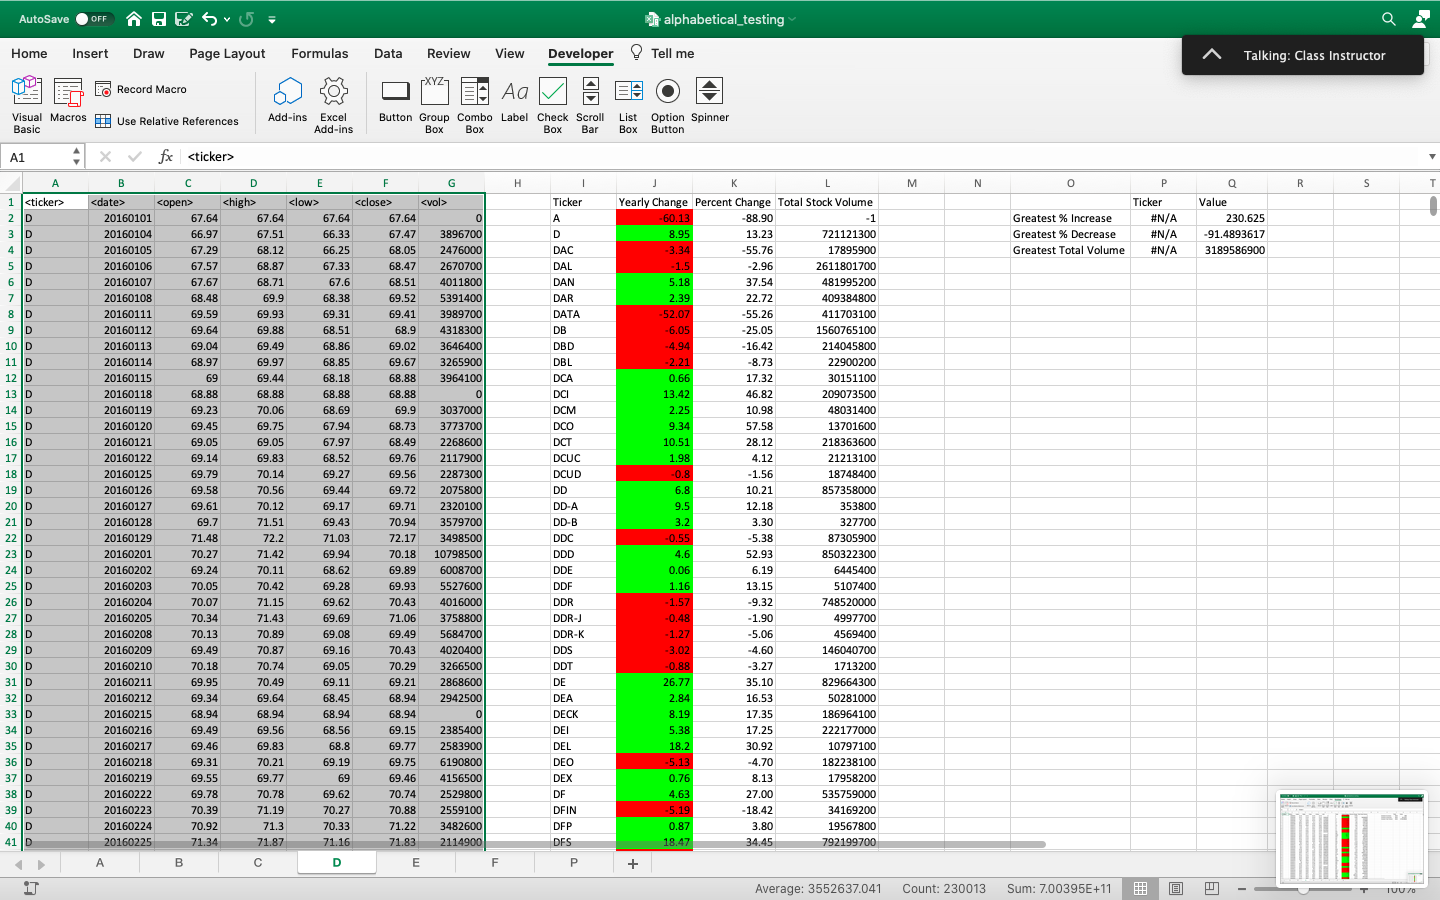 AutoSave OFF alphabetical_testing
Home Insert Draw Page Layout Formulas Data Review View Developer Tell me
Talking: Class Instructor
Visual Basic Macros Record Macro Use Relative References Add-ins Excel Add-ins Button Group Box Combo Box Label Check Box Scroll Bar List Box Option Button Spinner
XYZ Aa
A1 fx <ticker>
A B C D E F G H I J K L M N O P Q R S T
1 <ticker> <date> <open> <high> <low> <close> <vol> Ticker Yearly Change Percent Change Total Stock Volume Ticker Value
2 D 20160101 67.64 67.64 67.64 67.64 0 A -60.13 -88.90 -1 Greatest % Increase #N/A 230.625
3 D 20160104 66.97 67.51 66.33 67.47 3896700 D 8.95 13.23 721121300 Greatest % Decrease #N/A -91.4893617
4 D 20160105 67.29 68.12 66.25 68.05 2476000 DAC -3.34 -55.76 17895900 Greatest Total Volume #N/A 3189586900
5 D 20160106 67.57 68.87 67.33 68.47 2670700 DAL -1.5 -2.96 2611801700
6 D 20160107 67.67 68.71 67.6 68.51 4011800 DAN 5.18 37.54 481995200
7 D 20160108 68.48 69.9 68.38 69.52 5391400 DAR 2.39 22.72 409384800
8 D 20160111 69.59 69.93 69.31 69.41 3989700 DATA -52.07 -55.26 411703100
9 D 20160112 69.64 69.88 68.51 68.9 4318300 DB -6.05 -25.05 1560765100
10 D 20160113 69.04 69.49 68.86 69.02 3646400 DBD -4.94 -16.42 214045800
11 D 20160114 68.97 69.97 68.85 69.67 3265900 DBL -2.21 -8.73 22900200
12 D 20160115 69 69.44 68.18 68.88 3964100 DCA 0.66 17.32 30151100
13 D 20160118 68.88 68.88 68.88 68.88 0 DCI 13.42 46.82 209073500
14 D 20160119 69.23 70.06 68.69 69.9 3037000 DCM 2.25 10.98 48031400
15 D 20160120 69.45 69.75 67.94 68.73 3773700 DCO 9.34 57.58 13701600
16 D 20160121 69.05 69.05 67.97 68.49 2268600 DCT 10.51 28.12 218363600
17 D 20160122 69.14 69.83 68.52 69.76 2117900 DCUC 1.98 4.12 21213100
18 D 20160125 69.79 70.14 69.27 69.56 2287300 DCUD -0.8 -1.56 18748400
19 D 20160126 69.58 70.56 69.44 69.72 2075800 DD 6.8 10.21 857358000
20 D 20160127 69.61 70.12 69.17 69.71 2320100 DD-A 9.5 12.18 353800
21 D 20160128 69.7 71.51 69.43 70.94 3579700 DD-B 3.2 3.30 327700
22 D 20160129 71.48 72.2 71.03 72.17 3498500 DDC -0.55 -5.38 87305900
23 D 20160201 70.27 71.42 69.94 70.18 10798500 DDD 4.6 52.93 850322300
24 D 20160202 69.24 70.11 68.62 69.89 6008700 DDE 0.06 6.19 6445400
25 D 20160203 70.05 70.42 69.28 69.93 5527600 DDF 1.16 13.15 5107400
26 D 20160204 70.07 71.15 69.62 70.43 4016000 DDR -1.57 -9.32 748520000
27 D 20160205 70.34 71.43 69.69 71.06 3758800 DDR-J -0.48 -1.90 4997700
28 D 20160208 70.13 70.89 69.08 69.49 5684700 DDR-K -1.27 -5.06 4569400
29 D 20160209 69.49 70.87 69.16 70.43 4020400 DDS -3.02 -4.60 146040700
30 D 20160210 70.18 70.74 69.05 70.29 3266500 DDT -0.88 -3.27 1713200
31 D 20160211 69.95 70.49 69.11 69.21 2868600 DE 26.77 35.10 829664300
32 D 20160212 69.34 69.64 68.45 68.94 2942500 DEA 2.84 16.53 50281000
33 D 20160215 68.94 68.94 68.94 68.94 0 DECK 8.19 17.35 186964100
34 D 20160216 69.49 69.56 68.56 69.15 2385400 DEI 5.38 17.25 222177000
35 D 20160217 69.46 69.83 68.8 69.77 2583900 DEL 18.2 30.92 10797100
36 D 20160218 69.31 70.21 69.19 69.75 6190800 DEO -5.13 -4.70 182238100
37 D 20160219 69.55 69.77 69 69.46 4156500 DEX 0.76 8.13 17958200
38 D 20160222 69.78 70.78 69.62 70.74 2529800 DF 4.63 27.00 535759000
39 D 20160223 70.39 71.19 70.27 70.88 2559100 DFIN -5.19 -18.42 34169200
40 D 20160224 70.92 71.3 70.33 71.22 3482600 DFP 0.87 3.80 19567800
41 D 20160225 71.34 71.87 71.16 71.83 2114900 DFS 18.47 34.45 792199700
A B C D E F P +
Average: 3552637.041 Count: 230013 Sum: 7.00395E+11 100%